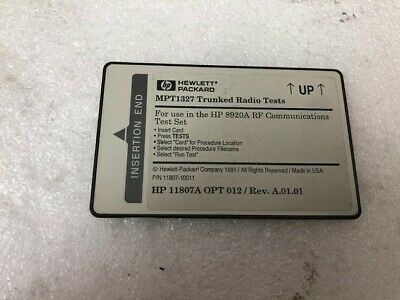 hp HEWLETT
PACKARD
↑ UP ↑
MPT1327 Trunked Radio Tests
INSERTION END
For use in the HP 8920A RF Communications
Test Set
• Insert Card
• Press TESTS
• Select "Card" for Procedure Location
• Select desired Procedure Filename
• Select "Run Test"
© Hewlett-Packard Company 1991 / All Rights Reserved / Made in USA
P/N 11807-10011
HP 11807A OPT 012 / Rev. A.01.01